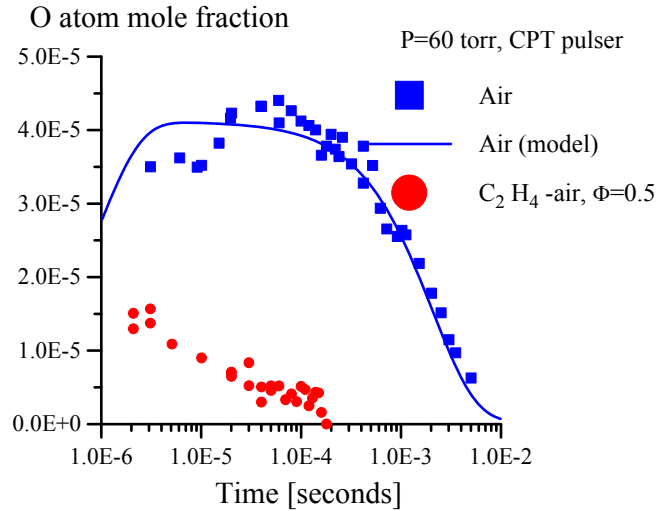 O atom mole fraction
P=60 torr, CPT pulser
5.0E-5
Air
4.0E-5
Air (model)
3.0E-5
C₂ H₄ -air, Φ=0.5
2.0E-5
1.0E-5
0.0E+0
1.0E-6 1.0E-5 1.0E-4 1.0E-3 1.0E-2
Time [seconds]